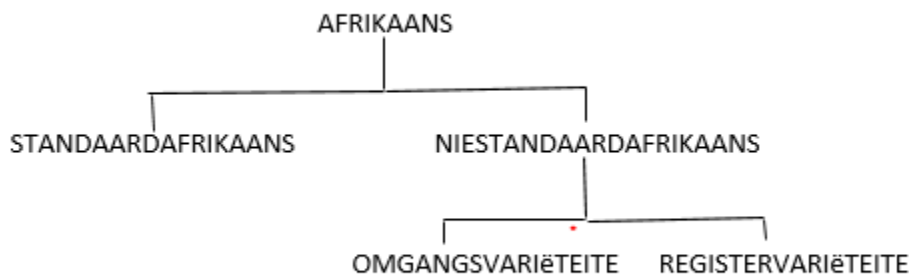 AFRIKAANS
STANDAARDAFRIKAANS NIESTANDAARDAFRIKAANS
OMGANGSVARIëTEITE REGISTERVARIëTEITE